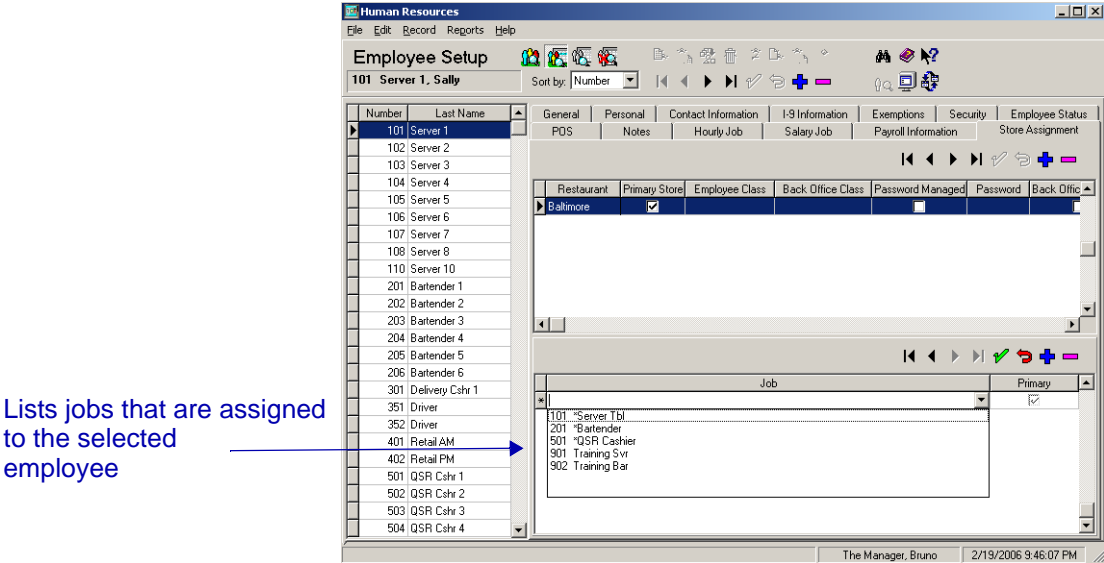 Human Resources
File Edit Record Reports Help
Employee Setup
101 Server 1, Sally
Sort by: Number
Number Last Name
101 Server 1
102 Server 2
103 Server 3
104 Server 4
105 Server 5
106 Server 6
107 Server 7
108 Server 8
110 Server 10
201 Bartender 1
202 Bartender 2
203 Bartender 3
204 Bartender 4
205 Bartender 5
206 Bartender 6
301 Delivery Cshr 1
351 Driver
352 Driver
401 Retail AM
402 Retail PM
501 QSR Cshr 1
502 QSR Cshr 2
503 QSR Cshr 3
504 QSR Cshr 4
General Personal Contact Information I-9 Information Exemptions Security Employee Status
POS Notes Hourly Job Salary Job Payroll Information Store Assignment
Restaurant Primary Store Employee Class Back Office Class Password Managed Password Back Offic
Baltimore
Job Primary
101 *Server Tbl
201 *Bartender
501 *QSR Cashier
901 Training Svr
902 Training Bar
Lists jobs that are assigned
to the selected
employee
The Manager, Bruno 2/19/2006 9:46:07 PM